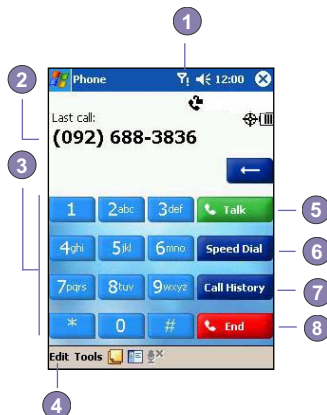 1
2
3
Phone 12:00
Last call:
(092) 688-3836
1 2abc 3def Talk 5
4ghi 5jkl 6mno Speed Dial 6
7pqrs 8tuv 9wxyz Call History 7
* 0 # End 8
Edit Tools
4